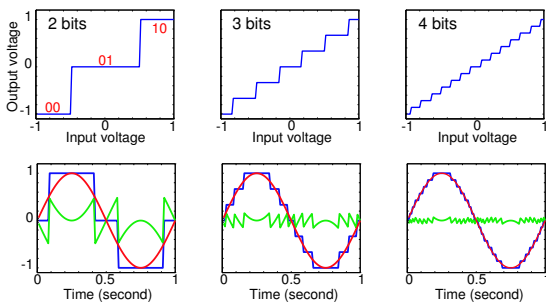 2 bits
3 bits
4 bits
Output voltage
1
0
-1
00
01
10
-1 0 1
-1 0 1
-1 0 1
Input voltage
Input voltage
Input voltage
1
0
-1
0 0.5 1
0 0.5 1
0 0.5 1
Time (second)
Time (second)
Time (second)